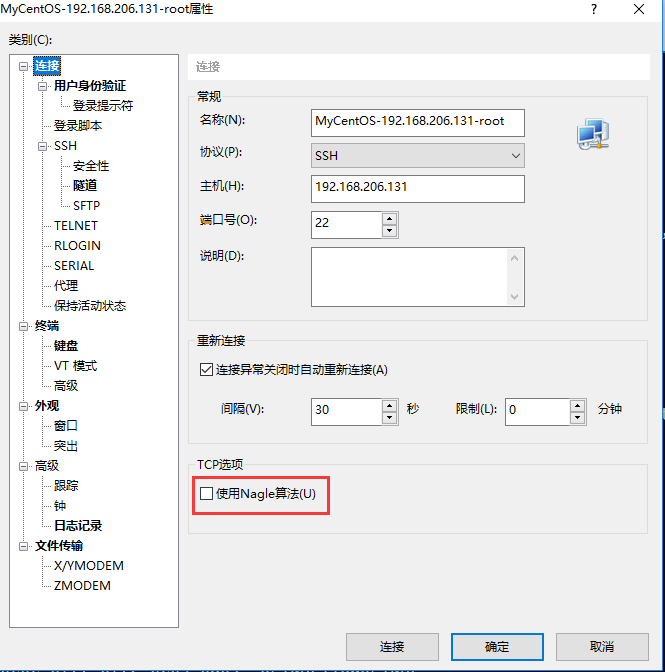 MyCentOS-192.168.206.131-root属性
类别(C):
连接
用户身份验证
登录提示符
登录脚本
SSH
安全性
隧道
SFTP
TELNET
RLOGIN
SERIAL
代理
保持活动状态
终端
键盘
VT 模式
高级
外观
窗口
突出
高级
跟踪
钟
日志记录
文件传输
X/YMODEM
ZMODEM
连接
常规
名称(N): MyCentOS-192.168.206.131-root
协议(P): SSH
主机(H): 192.168.206.131
端口号(O): 22
说明(D):
重新连接
连接异常关闭时自动重新连接(A)
间隔(V): 30 秒 限制(L): 0 分钟
TCP选项
使用Nagle算法(U)
连接 确定 取消